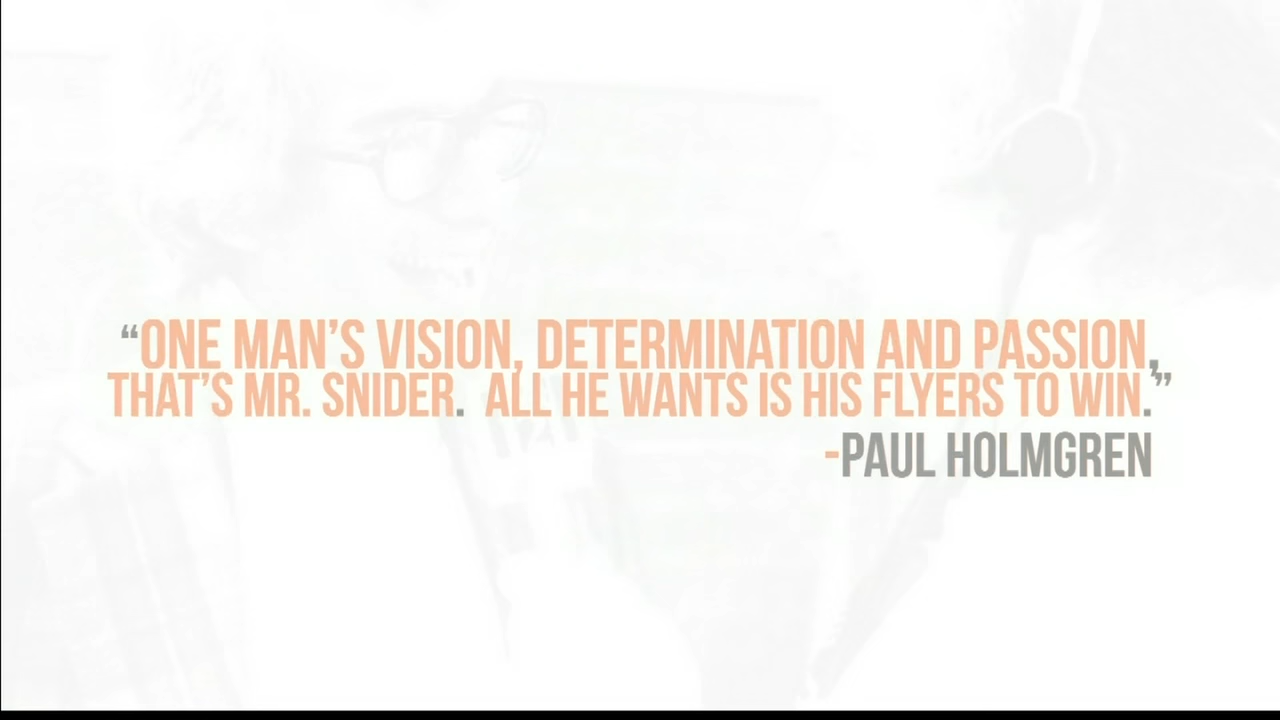 “ONE MAN’S VISION, DETERMINATION AND PASSION,
THAT’S MR. SNIDER.  ALL HE WANTS IS HIS FLYERS TO WIN.”
-PAUL HOLMGREN